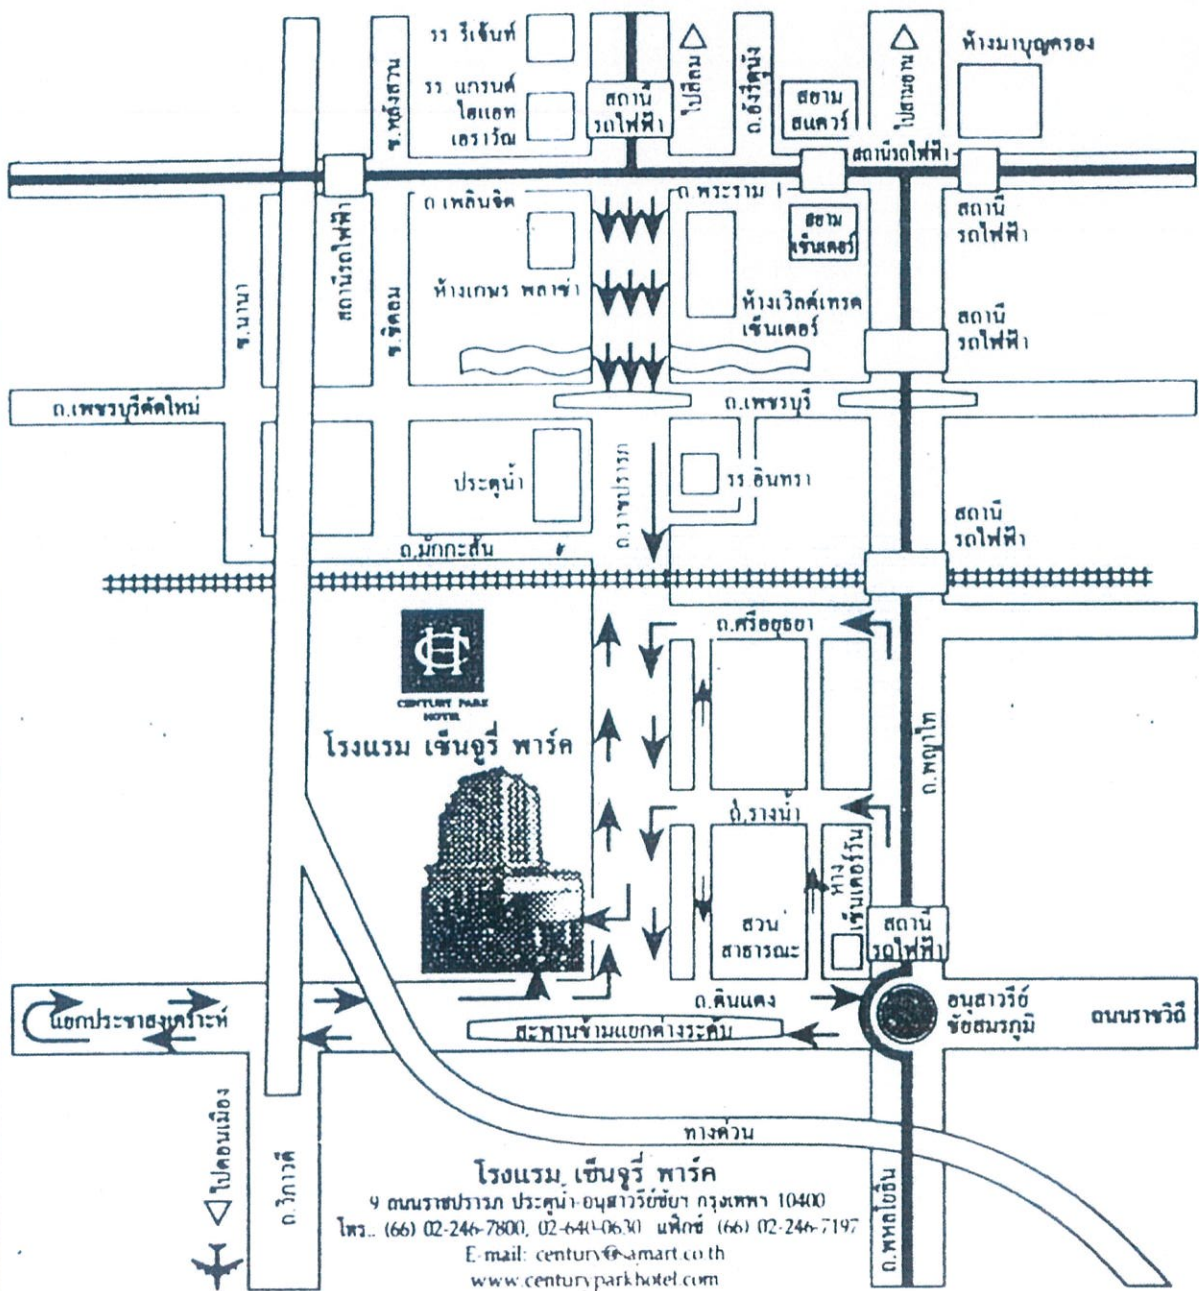 รร รีเจ้นท์
รร แกรนด์
ไฮแอท
เอราวัณ
ซ.หลังสวน
สถานี
รถไฟฟ้า
ไปสีลม
ถ.อังรีดูนัง
สยาม
สแควร์
ไปสามย่าน
ห้างมาบุญครอง
สถานีรถไฟฟ้า
ถ เพลินจิต
ถ.พระราม 1
สถานีรถไฟฟ้า
สยาม
เซ็นเตอร์
สถานี
รถไฟฟ้า
ซ.นานา
ซ.ชิดลม
ห้างเกษร พลาซ่า
ห้างเวิลด์เทรด
เซ็นเตอร์
สถานี
รถไฟฟ้า
ถ.เพชรบุรีตัดใหม่
ถ.เพชรบุรี
ประตูน้ำ
ถ.ราชปรารภ
รร.อินทรา
สถานี
รถไฟฟ้า
ถ.มักกะสัน
ถ.ศรีอยุธยา
CENTURY PARK
HOTEL
โรงแรม เซ็นจูรี่ พาร์ค
ถ.พญาไท
ถ.รางน้ำ
ห้าง
เซ็นเตอร์วัน
สวน
สาธารณะ
สถานี
รถไฟฟ้า
ถ.ดินแดง
อนุสาวรีย์
ชัยสมรภูมิ
ถนนราชวิถี
แยกประชาสงเคราะห์
สะพานข้ามแยกต่างระดับ
ทางด่วน
ไปดอนเมือง
ถ.วิภาวดี
ถ.พหลโยธิน
โรงแรม เซ็นจูรี่ พาร์ค
9 ถนนราชปรารภ ประตูน้ำ-อนุสาวรีย์ชัยฯ กรุงเทพฯ 10400
โทร.. (66) 02-246-7800, 02-640-0630 แฟ็กซ์ (66) 02-246-7197
E-mail: century@samart.co.th
www.centuryparkhotel.com